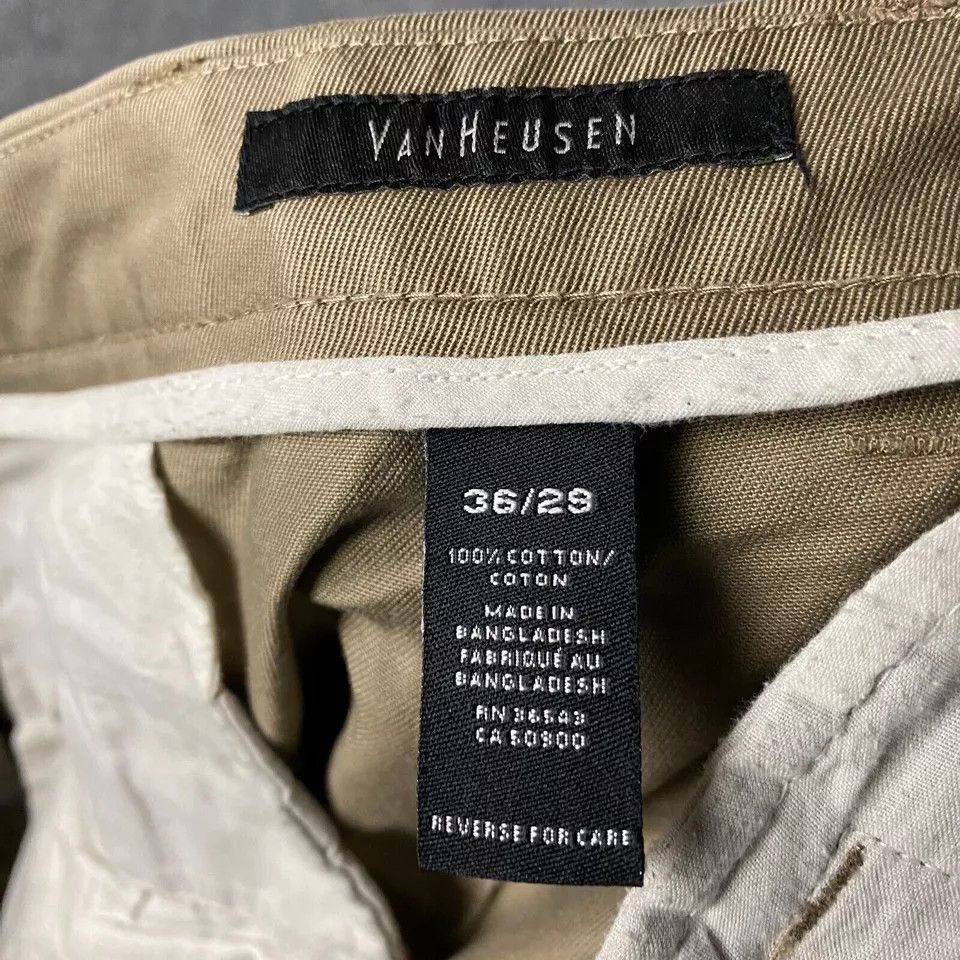 VANHEUSEN
36/29
100% COTTON/
COTON
MADE IN
BANGLADESH
FABRIQUÉ AU
BANGLADESH
RN 36543
CA 50900
REVERSE FOR CARE